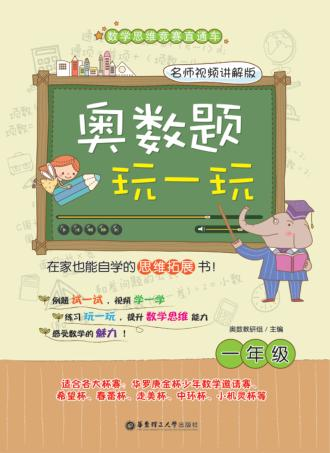 数学思维竞赛直通车
名师视频讲解版
奥数题
玩一玩
在家也能自学的思维拓展书！
例题试一试，视频学一学
练习玩一玩，提升数学思维能力
感受数学的魅力！
奥数教研组／主编
一年级
适合各大杯赛、华罗庚金杯少年数学邀请赛、
希望杯、春蕾杯、走美杯、中环杯、小机灵杯等
华东理工大学出版社